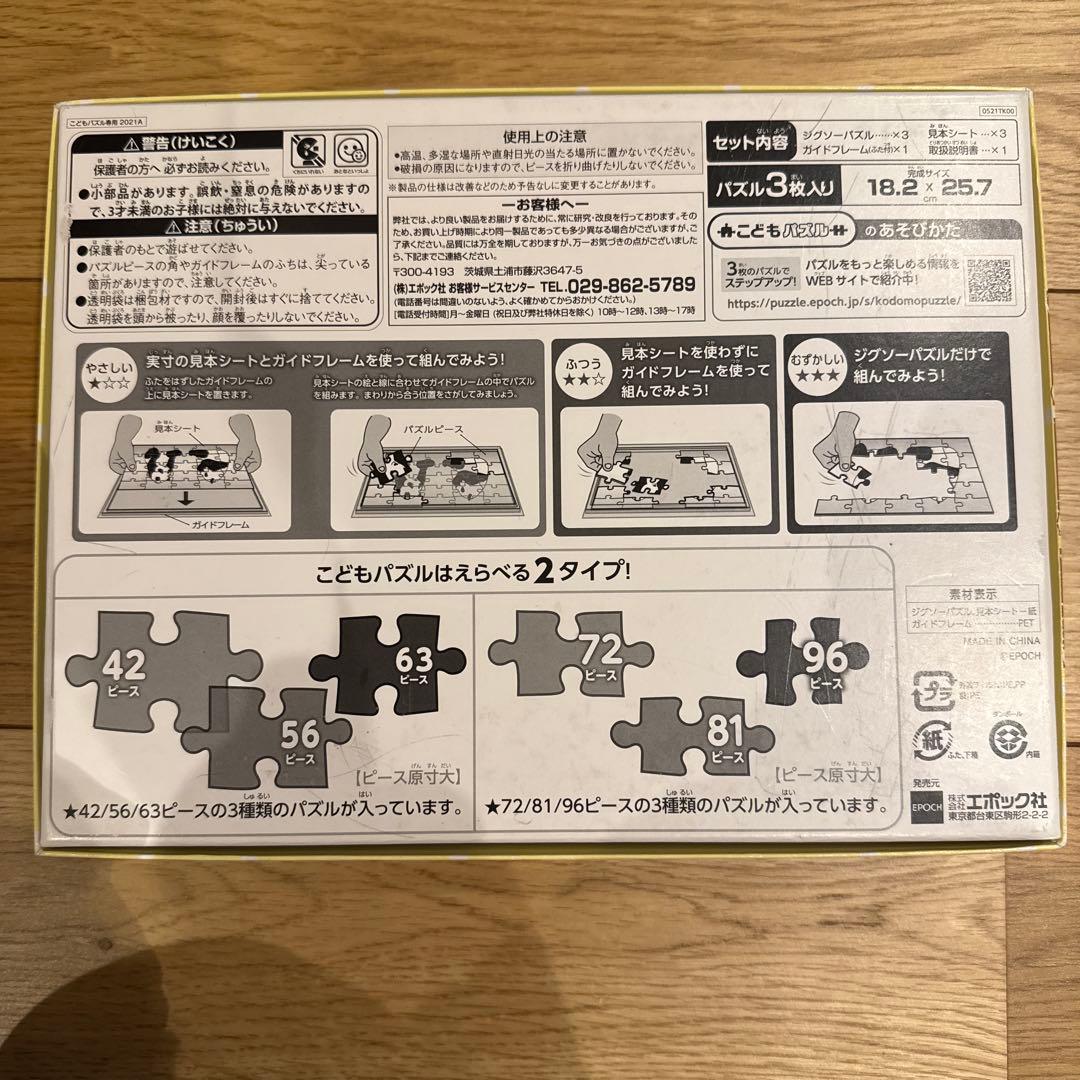 こどもパズル専用 2021A
0521TK00
⚠ 警告(けいこく)
保護者の方へ 必ずお読みください。
●小部品があります。誤飲・窒息の危険がありますの
で、3才未満のお子様には絶対に与えないでください。
⚠ 注意(ちゅうい)
●保護者のもとで遊ばせてください。
●パズルピースの角やガイドフレームのふちは、尖っている
箇所がありますので、注意してください。
●透明袋は梱包材ですので、開封後はすぐに捨ててください。
透明袋を頭から被ったり、顔を覆ったりしないでください。
使用上の注意
●高温、多湿な場所や直射日光の当たる場所に置かないでください。
●破損の原因になりますので、ピースを折り曲げたりしないでください。
※製品の仕様は改善などのため予告なしに変更することがあります。
ーお客様へー
弊社では、より良い製品をお届けするために、常に研究・改良を行っております。そ
のため、お買い上げ時期により同一製品であっても多少異なる場合がございますが、ご
了承ください。品質には万全を期しておりますが、万一お気づきの点がございました
ら、下記までご連絡ください。
〒300-4193 茨城県土浦市藤沢3647-5
(株)エポック社 お客様サービスセンター TEL.029-862-5789
(電話番号は間違いのないよう、よく確かめておかけください。)
[電話受付時間]月〜金曜日(祝日及び弊社特休日を除く)10時〜12時、13時〜17時
セット内容
ジグソーパズル……×3
見本シート…×3
ガイドフレーム(ふた付)×1
取扱説明書…×1
パズル3枚入り
完成サイズ
18.2cm×25.7
こどもパズルのあそびかた
3枚のパズルで
ステップアップ!
パズルをもっと楽しめる情報を
WEBサイトで紹介中!
https://puzzle.epoch.jp/s/kodomopuzzle/
やさしい
★☆☆
実寸の見本シートとガイドフレームを使って組んでみよう!
ふたをはずしたガイドフレームの
上に見本シートを置きます。
見本シートの絵と線に合わせてガイドフレームの中でパズル
を組みます。まわりから合う位置をさがしてみましょう。
見本シート
ガイドフレーム
パズルピース
ふつう
★★☆
見本シートを使わずに
ガイドフレームを使って
組んでみよう!
むずかしい
★★★
ジグソーパズルだけで
組んでみよう!
こどもパズルはえらべる2タイプ!
42
ピース
63
ピース
56
ピース
【ピース原寸大】
★42/56/63ピースの3種類のパズルが入っています。
72
ピース
96
ピース
81
ピース
【ピース原寸大】
★72/81/96ピースの3種類のパズルが入っています。
素材表示
ジグソーパズル、見本シート…紙
ガイドフレーム……………PET
MADE IN CHINA
©EPOCH
プラ
紙
ふた、下箱
ダンボール
内箱
発売元
EPOCH
株式会社エポック社
東京都台東区駒形2-2-2